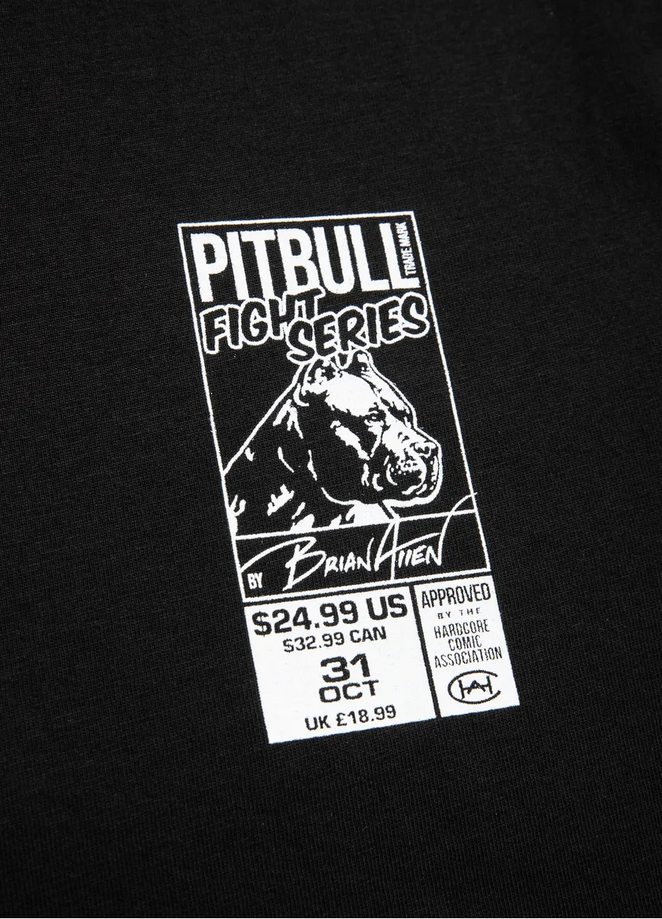 PITBULL
TRADE MARK
FIGHT
SERIES
BY BRIAN AllEN
$24.99 US
$32.99 CAN
31
OCT
UK £18.99
APPROVED
BY THE
HARDCORE
COMIC
ASSOCIATION
CHA